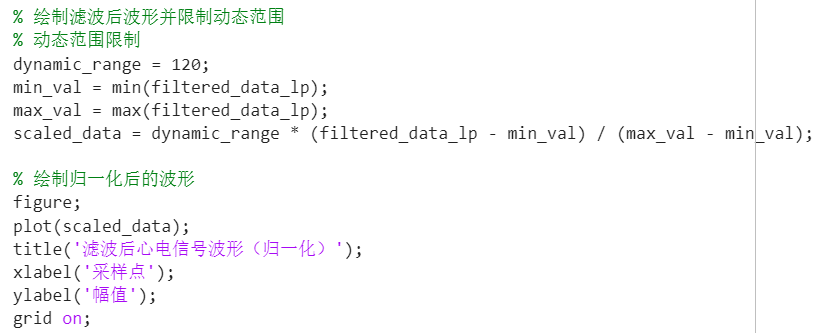 % 绘制滤波后波形并限制动态范围
% 动态范围限制
dynamic_range = 120;
min_val = min(filtered_data_lp);
max_val = max(filtered_data_lp);
scaled_data = dynamic_range * (filtered_data_lp - min_val) / (max_val - min_val);
% 绘制归一化后的波形
figure;
plot(scaled_data);
title('滤波后心电信号波形（归一化）');
xlabel('采样点');
ylabel('幅值');
grid on;